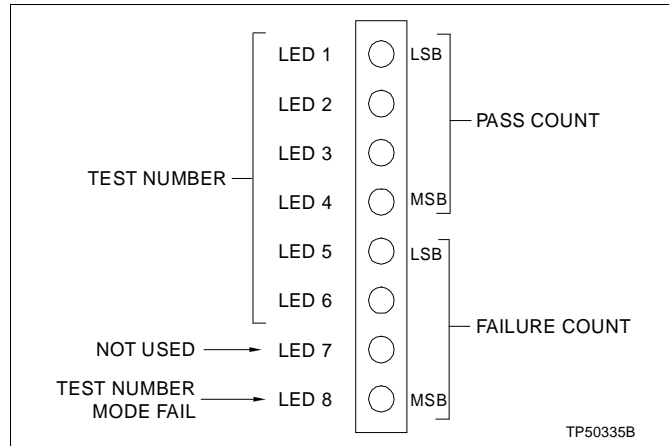 LED 1 LSB
LED 2
PASS COUNT
LED 3
TEST NUMBER
LED 4 MSB
LED 5 LSB
LED 6
FAILURE COUNT
NOT USED LED 7
TEST NUMBER
MODE FAIL LED 8 MSB
TP50335B